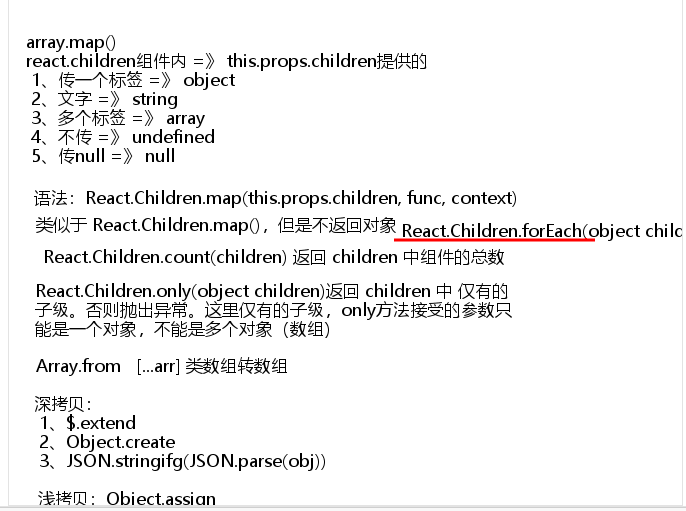 array.map()
react.children组件内 =》 this.props.children提供的
1、传一个标签 =》 object
2、文字 =》 string
3、多个标签 =》 array
4、不传 =》 undefined
5、传null =》 null
语法：React.Children.map(this.props.children, func, context)
类似于 React.Children.map()，但是不返回对象 React.Children.forEach(object child
React.Children.count(children) 返回 children 中组件的总数
React.Children.only(object children)返回 children 中 仅有的
子级。否则抛出异常。这里仅有的子级，only方法接受的参数只
能是一个对象，不能是多个对象（数组）
Array.from [...arr] 类数组转数组
深拷贝：
1、$.extend
2、Object.create
3、JSON.stringifg(JSON.parse(obj))
浅拷贝：Object.assign